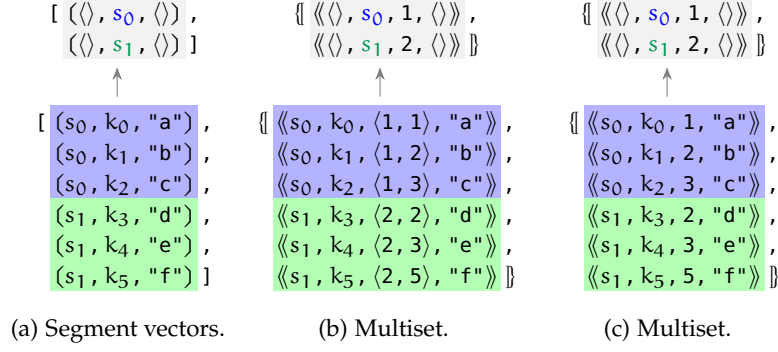 [ (⟨⟩, s₀, ⟨⟩) , {[ ⟪⟨⟩, s₀, 1, ⟨⟩⟫ , {[ ⟪⟨⟩, s₀, 1, ⟨⟩⟫ ,
(⟨⟩, s₁, ⟨⟩) ] ⟪⟨⟩, s₁, 2, ⟨⟩⟫ ]} ⟪⟨⟩, s₁, 2, ⟨⟩⟫ ]}
[ (s₀, k₀, "a") , {[ ⟪s₀, k₀, ⟨1, 1⟩, "a"⟫ , {[ ⟪s₀, k₀, 1, "a"⟫ ,
(s₀, k₁, "b") , ⟪s₀, k₁, ⟨1, 2⟩, "b"⟫ , ⟪s₀, k₁, 2, "b"⟫ ,
(s₀, k₂, "c") , ⟪s₀, k₂, ⟨1, 3⟩, "c"⟫ , ⟪s₀, k₂, 3, "c"⟫ ,
(s₁, k₃, "d") , ⟪s₁, k₃, ⟨2, 2⟩, "d"⟫ , ⟪s₁, k₃, 2, "d"⟫ ,
(s₁, k₄, "e") , ⟪s₁, k₄, ⟨2, 3⟩, "e"⟫ , ⟪s₁, k₄, 3, "e"⟫ ,
(s₁, k₅, "f") ] ⟪s₁, k₅, ⟨2, 5⟩, "f"⟫ ]} ⟪s₁, k₅, 5, "f"⟫ ]}
(a) Segment vectors. (b) Multiset. (c) Multiset.